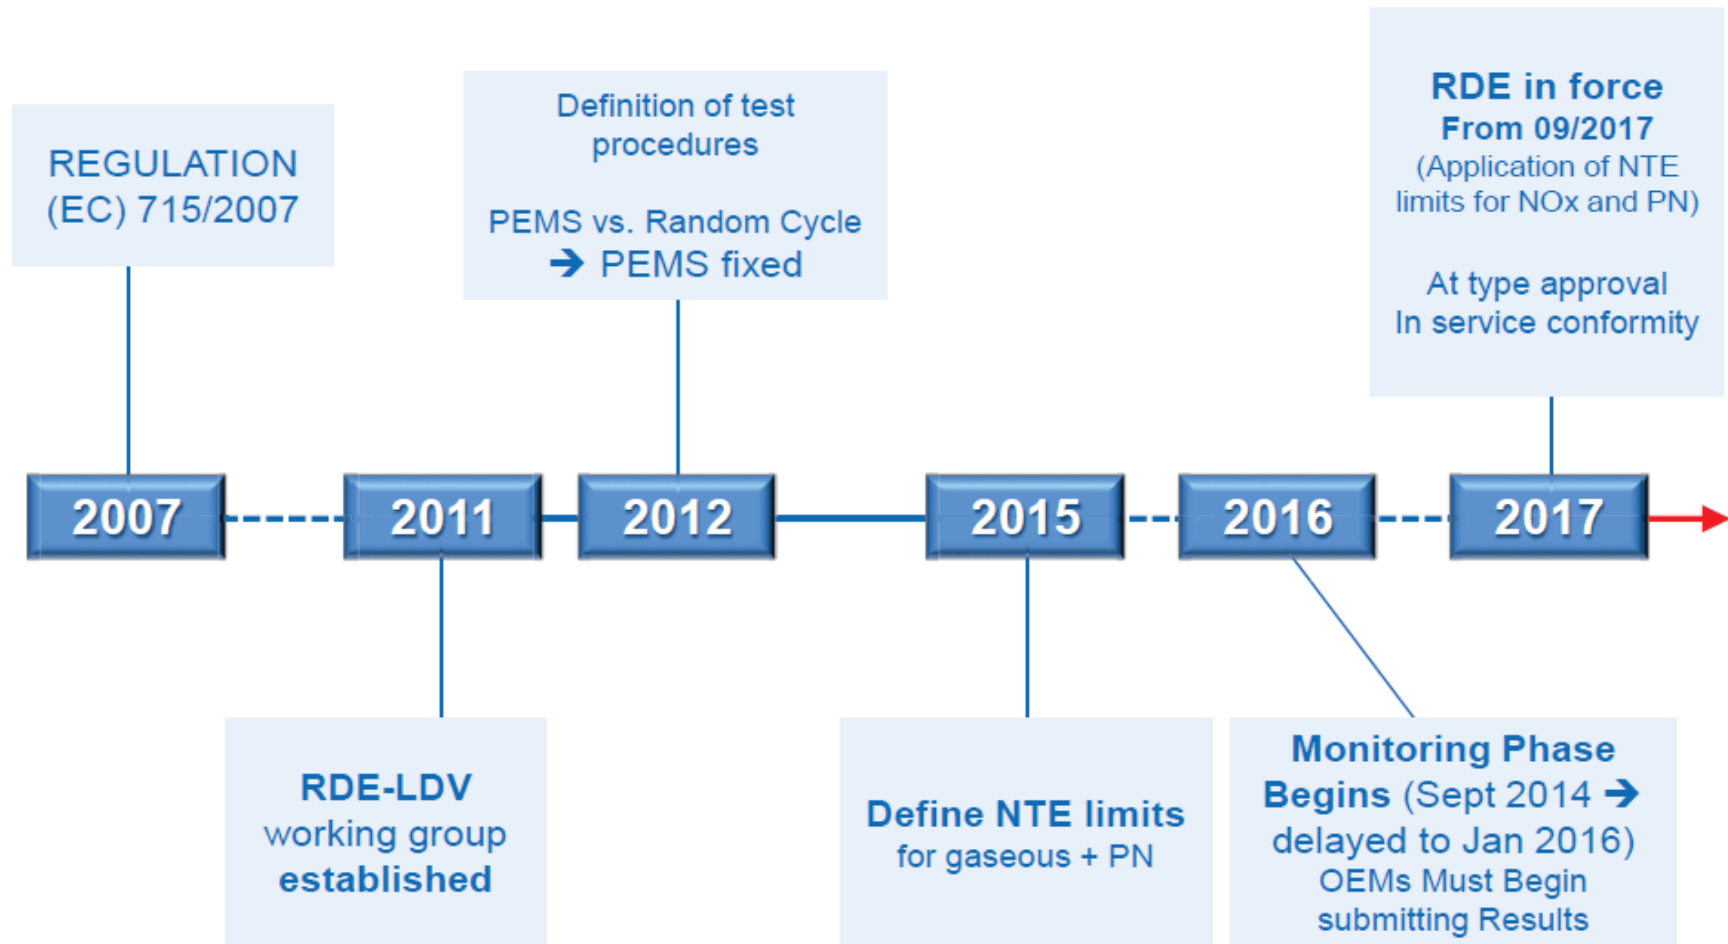 REGULATION
(EC) 715/2007
Definition of test
procedures
PEMS vs. Random Cycle
➔ PEMS fixed
RDE in force
From 09/2017
(Application of NTE
limits for NOx and PN)
At type approval
In service conformity
2007
2011
2012
2015
2016
2017
RDE-LDV
working group
established
Define NTE limits
for gaseous + PN
Monitoring Phase
Begins (Sept 2014 ➔
delayed to Jan 2016)
OEMs Must Begin
submitting Results